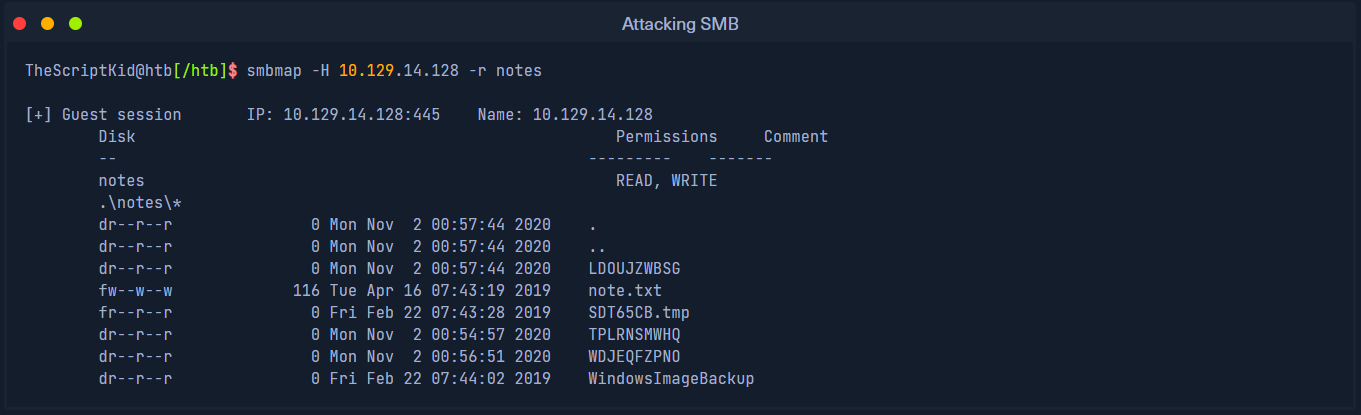 Attacking SMB
TheScriptKid@htb[/htb]$ smbmap -H 10.129.14.128 -r notes
[+] Guest session       IP: 10.129.14.128:445    Name: 10.129.14.128
        Disk                                                    Permissions     Comment
        --                                                   ---------    -------
        notes                                                   READ, WRITE
        .\notes\*
        dr--r--r               0 Mon Nov  2 00:57:44 2020    .
        dr--r--r               0 Mon Nov  2 00:57:44 2020    ..
        dr--r--r               0 Mon Nov  2 00:57:44 2020    LDOUJZWBSG
        fw--w--w             116 Tue Apr 16 07:43:19 2019    note.txt
        fr--r--r               0 Fri Feb 22 07:43:28 2019    SDT65CB.tmp
        dr--r--r               0 Mon Nov  2 00:54:57 2020    TPLRNSMWHQ
        dr--r--r               0 Mon Nov  2 00:56:51 2020    WDJEQFZPNO
        dr--r--r               0 Fri Feb 22 07:44:02 2019    WindowsImageBackup